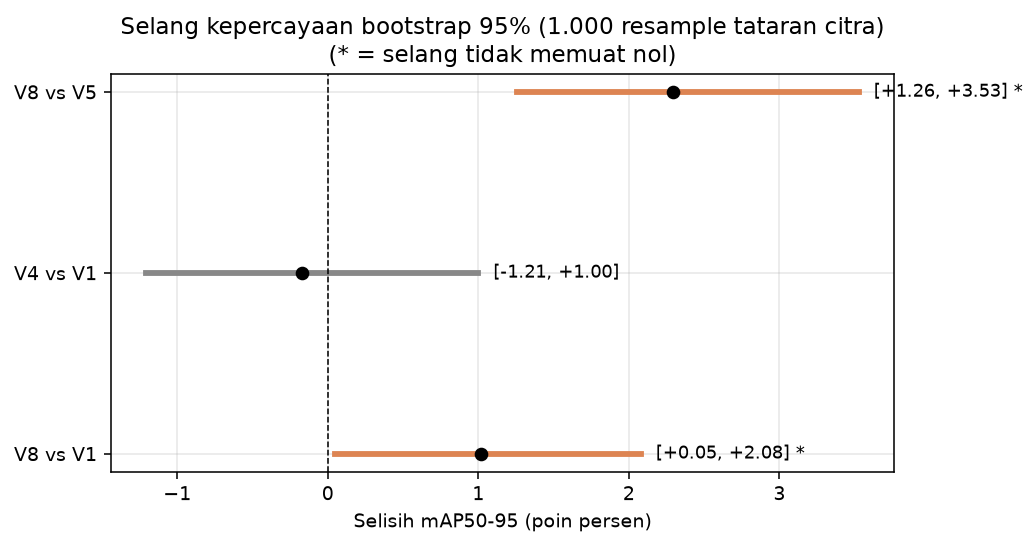 Selang kepercayaan bootstrap 95% (1.000 resample tataran citra)
(* = selang tidak memuat nol)
V8 vs V5
[+1.26, +3.53] *
V4 vs V1
[-1.21, +1.00]
V8 vs V1
[+0.05, +2.08] *
−1 0 1 2 3
Selisih mAP50-95 (poin persen)